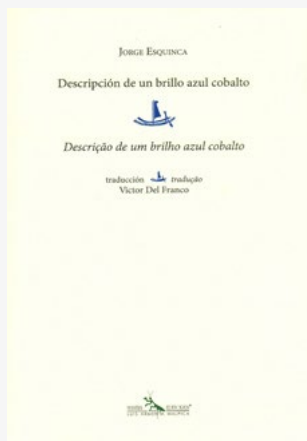 JORGE ESQUINCA
Descripción de un brillo azul cobalto
Descrição de um brilho azul cobalto
traducción tradução
Victor Del Franco